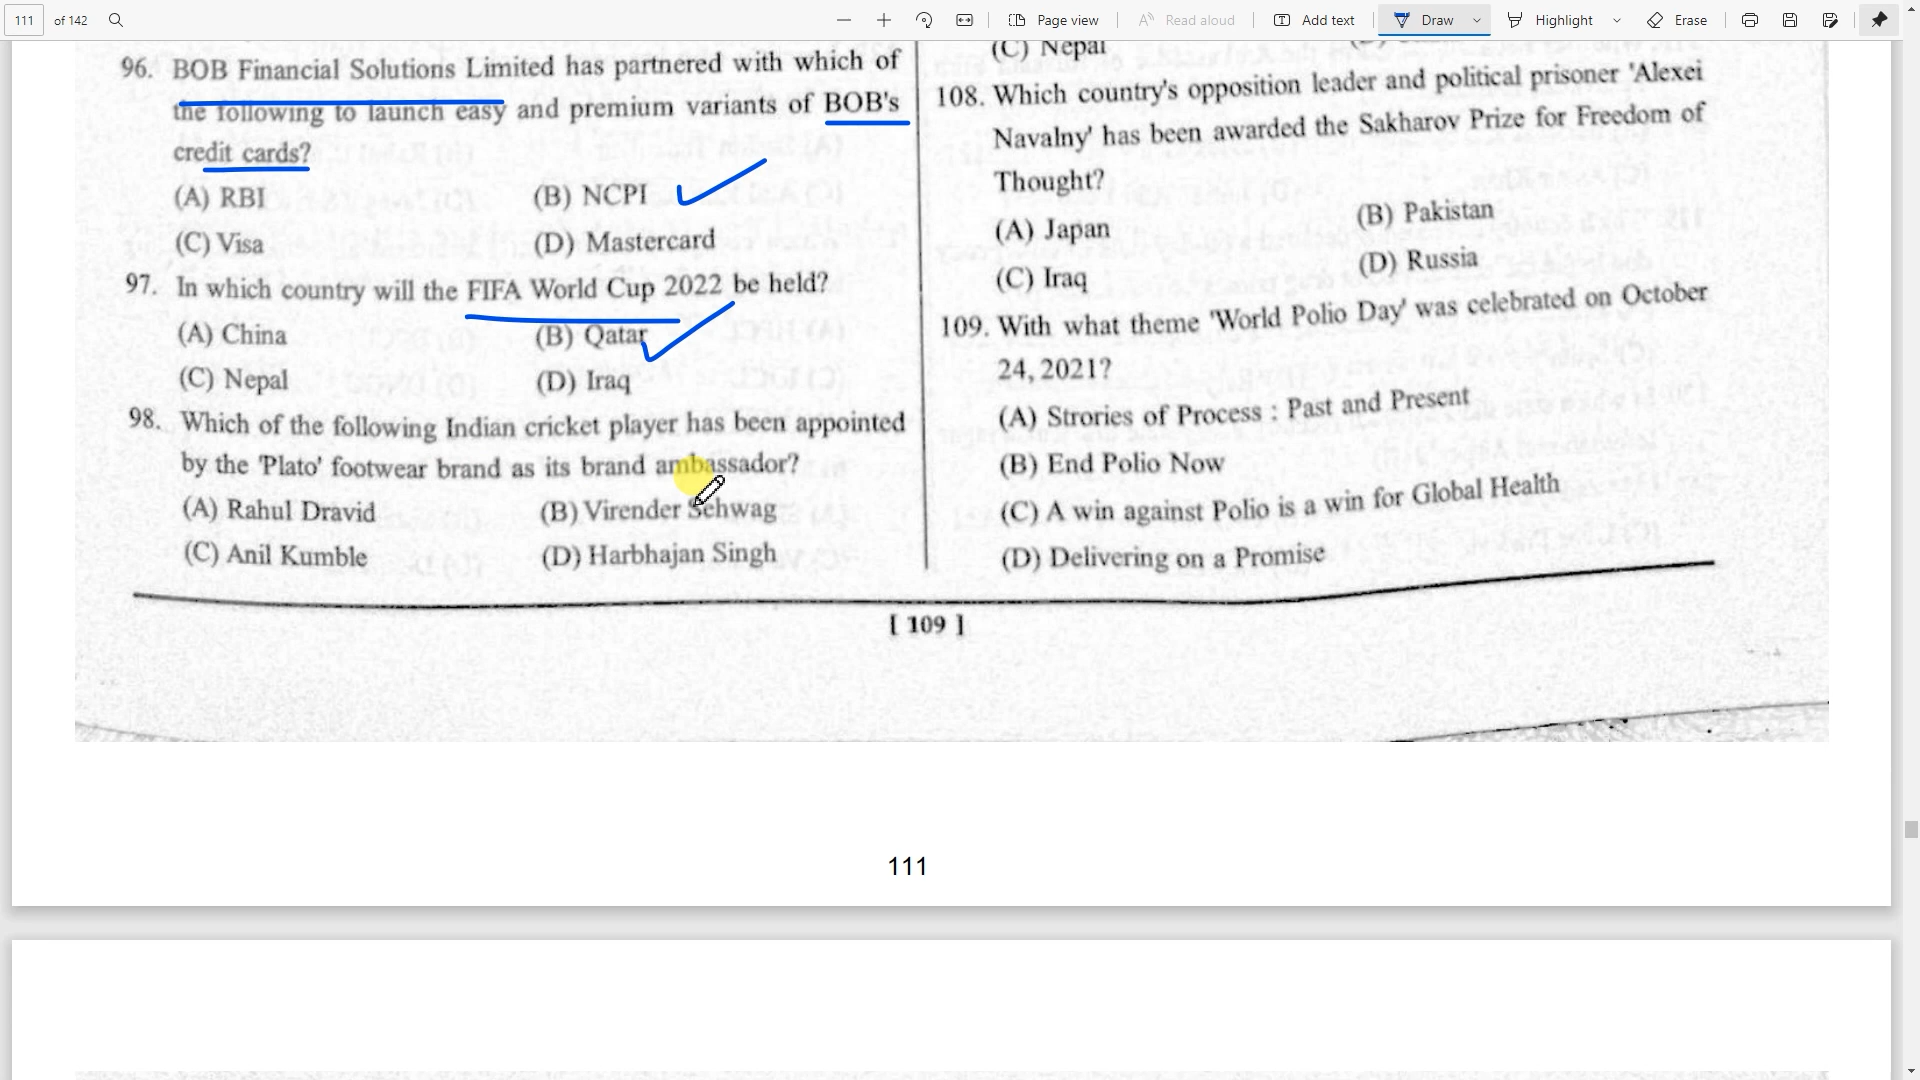 111 of 142 Page view Read aloud Add text Draw Highlight Erase
96. BOB Financial Solutions Limited has partnered with which of
the following to launch easy and premium variants of BOB's
credit cards?
(A) RBI (B) NCPI
(C) Visa (D) Mastercard
97. In which country will the FIFA World Cup 2022 be held?
(A) China (B) Qatar
(C) Nepal (D) Iraq
98. Which of the following Indian cricket player has been appointed
by the 'Plato' footwear brand as its brand ambassador?
(A) Rahul Dravid (B) Virender Sehwag
(C) Anil Kumble (D) Harbhajan Singh
(C) Nepal
108. Which country's opposition leader and political prisoner 'Alexei
Navalny' has been awarded the Sakharov Prize for Freedom of
Thought?
(A) Japan (B) Pakistan
(C) Iraq (D) Russia
109. With what theme 'World Polio Day' was celebrated on October
24, 2021?
(A) Strories of Process : Past and Present
(B) End Polio Now
(C) A win against Polio is a win for Global Health
(D) Delivering on a Promise
[ 109 ]
111